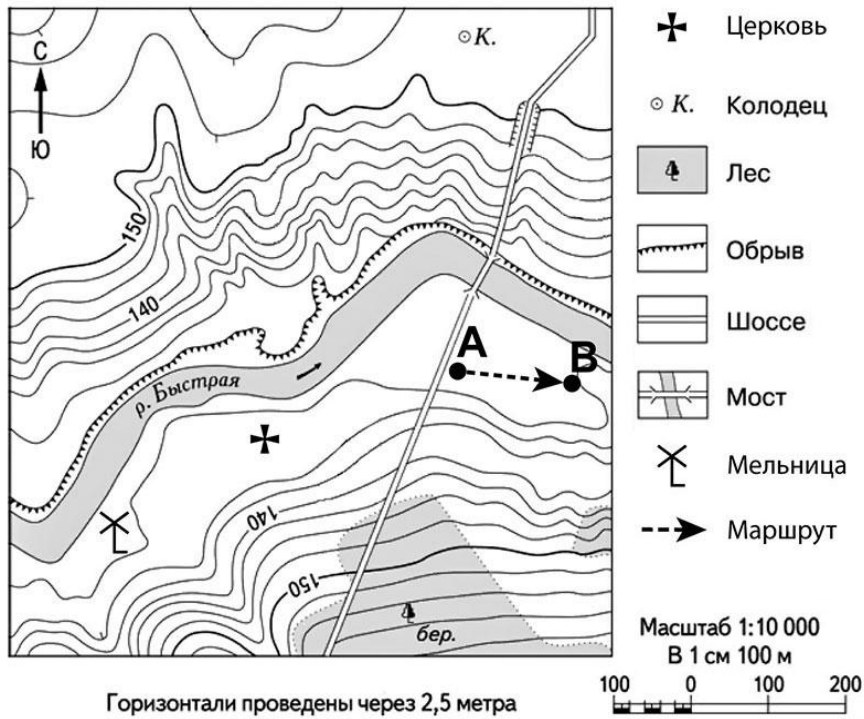 С
Ю
К.
150
140
р. Быстрая
А
В
140
150
бер.
Церковь
К. Колодец
Лес
Обрыв
Шоссе
Мост
Мельница
Маршрут
Масштаб 1:10 000
В 1 см 100 м
100 0 100 200
Горизонтали проведены через 2,5 метра